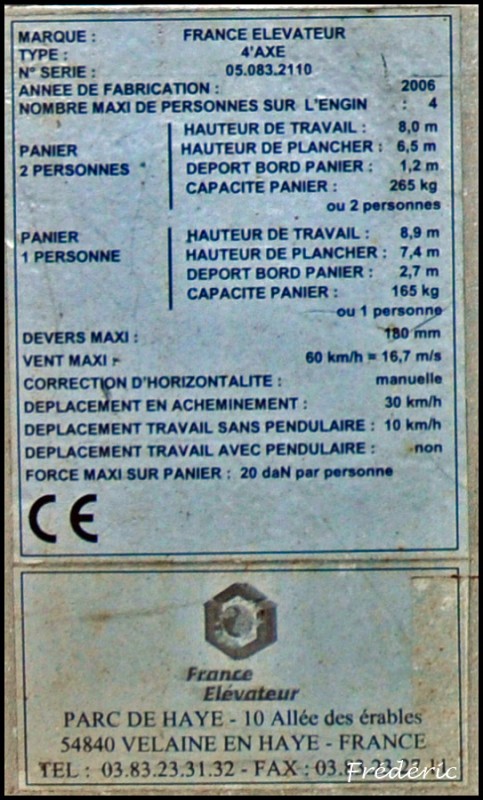 MARQUE : FRANCE ELEVATEUR
TYPE : 4'AXE
N° SERIE : 05.083.2110
ANNEE DE FABRICATION : 2006
NOMBRE MAXI DE PERSONNES SUR L'ENGIN : 4
HAUTEUR DE TRAVAIL : 8,0 m
PANIER HAUTEUR DE PLANCHER : 6,5 m
2 PERSONNES DEPORT BORD PANIER : 1,2 m
CAPACITE PANIER : 265 kg
ou 2 personnes
PANIER HAUTEUR DE TRAVAIL : 8,9 m
1 PERSONNE HAUTEUR DE PLANCHER : 7,4 m
DEPORT BORD PANIER : 2,7 m
CAPACITE PANIER : 165 kg
ou 1 personne
DEVERS MAXI : 180 mm
VENT MAXI : 60 km/h = 16,7 m/s
CORRECTION D'HORIZONTALITE : manuelle
DEPLACEMENT EN ACHEMINEMENT : 30 km/h
DEPLACEMENT TRAVAIL SANS PENDULAIRE : 10 km/h
DEPLACEMENT TRAVAIL AVEC PENDULAIRE : non
FORCE MAXI SUR PANIER : 20 daN par personne
CE
France
Elévateur
PARC DE HAYE - 10 Allée des érables
54840 VELAINE EN HAYE - FRANCE
TEL : 03.83.23.31.32 - FAX :
Frédéric